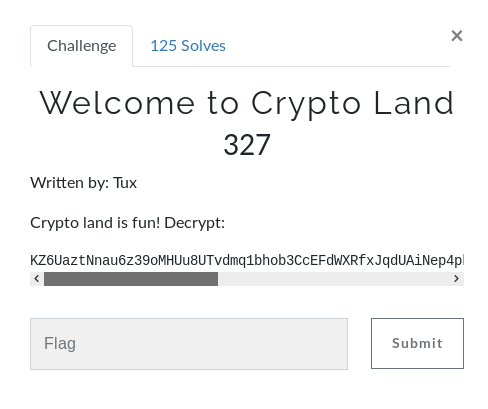 Challenge
125 Solves
×
Welcome to Crypto Land
327
Written by: Tux
Crypto land is fun! Decrypt:
KZ6UaztNnau6z39oMHUu8UTvdmq1bhob3CcEFdWXRfxJqdUAiNep4p
Flag
Submit